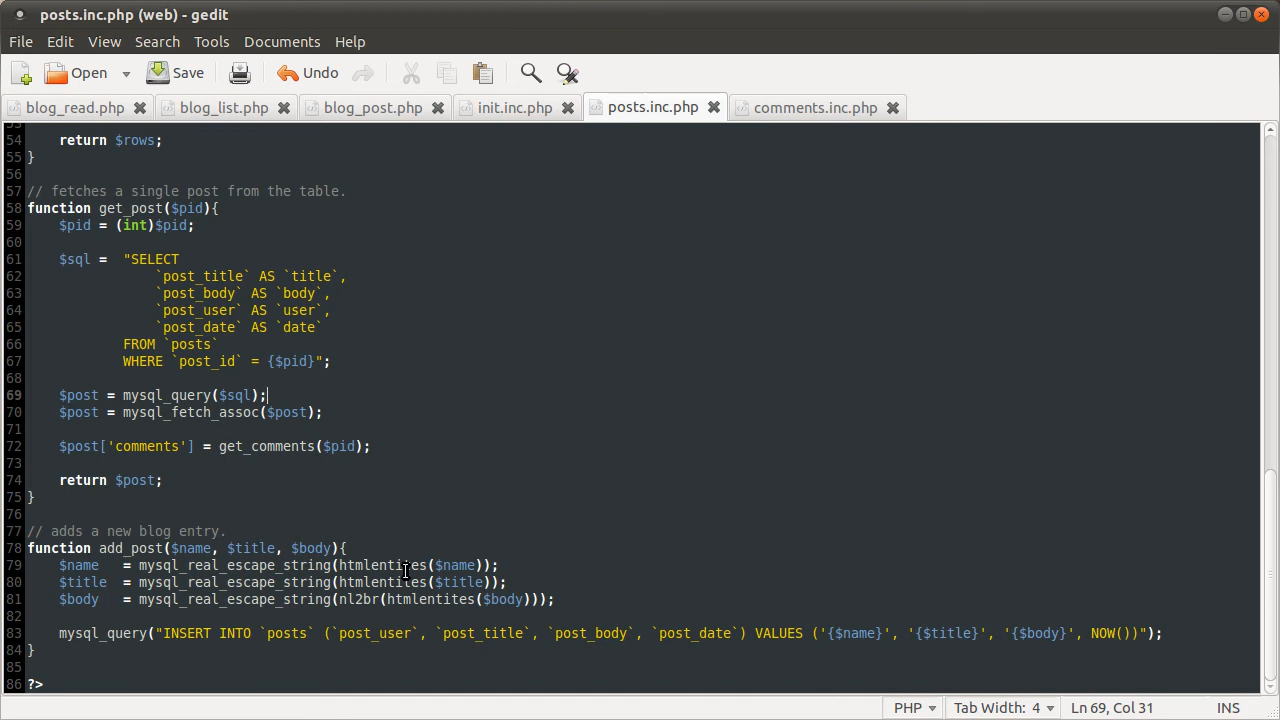 posts.inc.php (web) - gedit
File Edit View Search Tools Documents Help
Open Save Undo
blog_read.php blog_list.php blog_post.php init.inc.php posts.inc.php comments.inc.php
53
54 return $rows;
55 }
56
57 // fetches a single post from the table.
58 function get_post($pid){
59 $pid = (int)$pid;
60
61 $sql = "SELECT
62 `post_title` AS `title`,
63 `post_body` AS `body`,
64 `post_user` AS `user`,
65 `post_date` AS `date`
66 FROM `posts`
67 WHERE `post_id` = {$pid}";
68
69 $post = mysql_query($sql);
70 $post = mysql_fetch_assoc($post);
71
72 $post['comments'] = get_comments($pid);
73
74 return $post;
75 }
76
77 // adds a new blog entry.
78 function add_post($name, $title, $body){
79 $name = mysql_real_escape_string(htmlentites($name));
80 $title = mysql_real_escape_string(htmlentites($title));
81 $body = mysql_real_escape_string(nl2br(htmlentites($body)));
82
83 mysql_query("INSERT INTO `posts` (`post_user`, `post_title`, `post_body`, `post_date`) VALUES ('{$name}', '{$title}', '{$body}', NOW())");
84 }
85
86 ?>
PHP Tab Width: 4 Ln 69, Col 31 INS